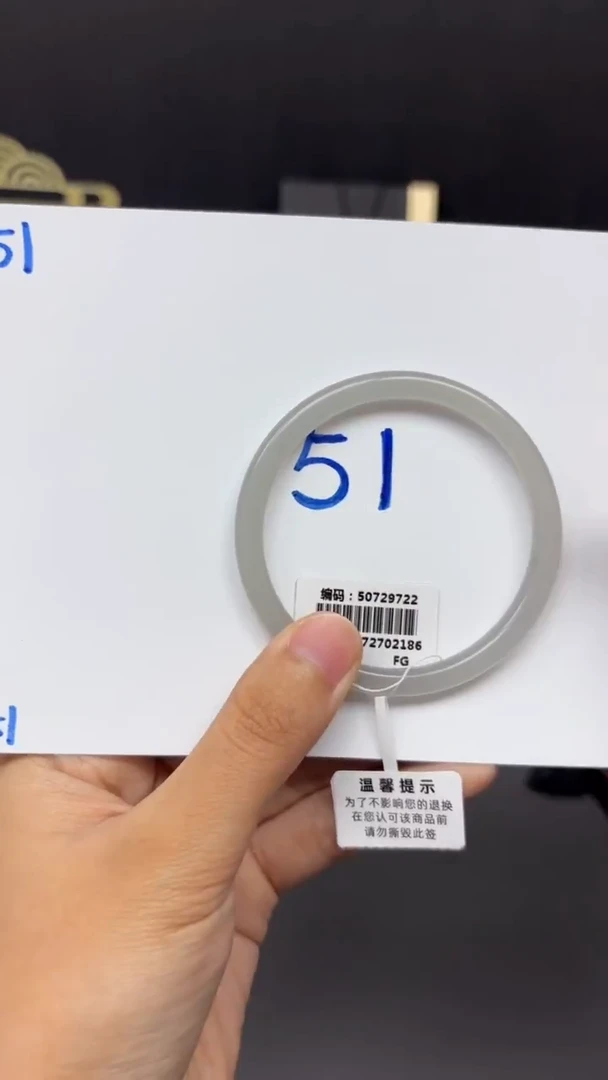 51
51
编码：50729722
72702186
FG
温馨提示
为了不影响您的退换
在您认可该商品前
请勿撕毁此签